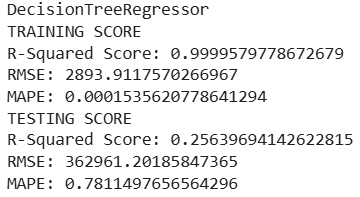 DecisionTreeRegressor
TRAINING SCORE
R-Squared Score: 0.9999579778672679
RMSE: 2893.9117570266967
MAPE: 0.0001535620778641294
TESTING SCORE
R-Squared Score: 0.25639694142622815
RMSE: 362961.20185847365
MAPE: 0.7811497656564296